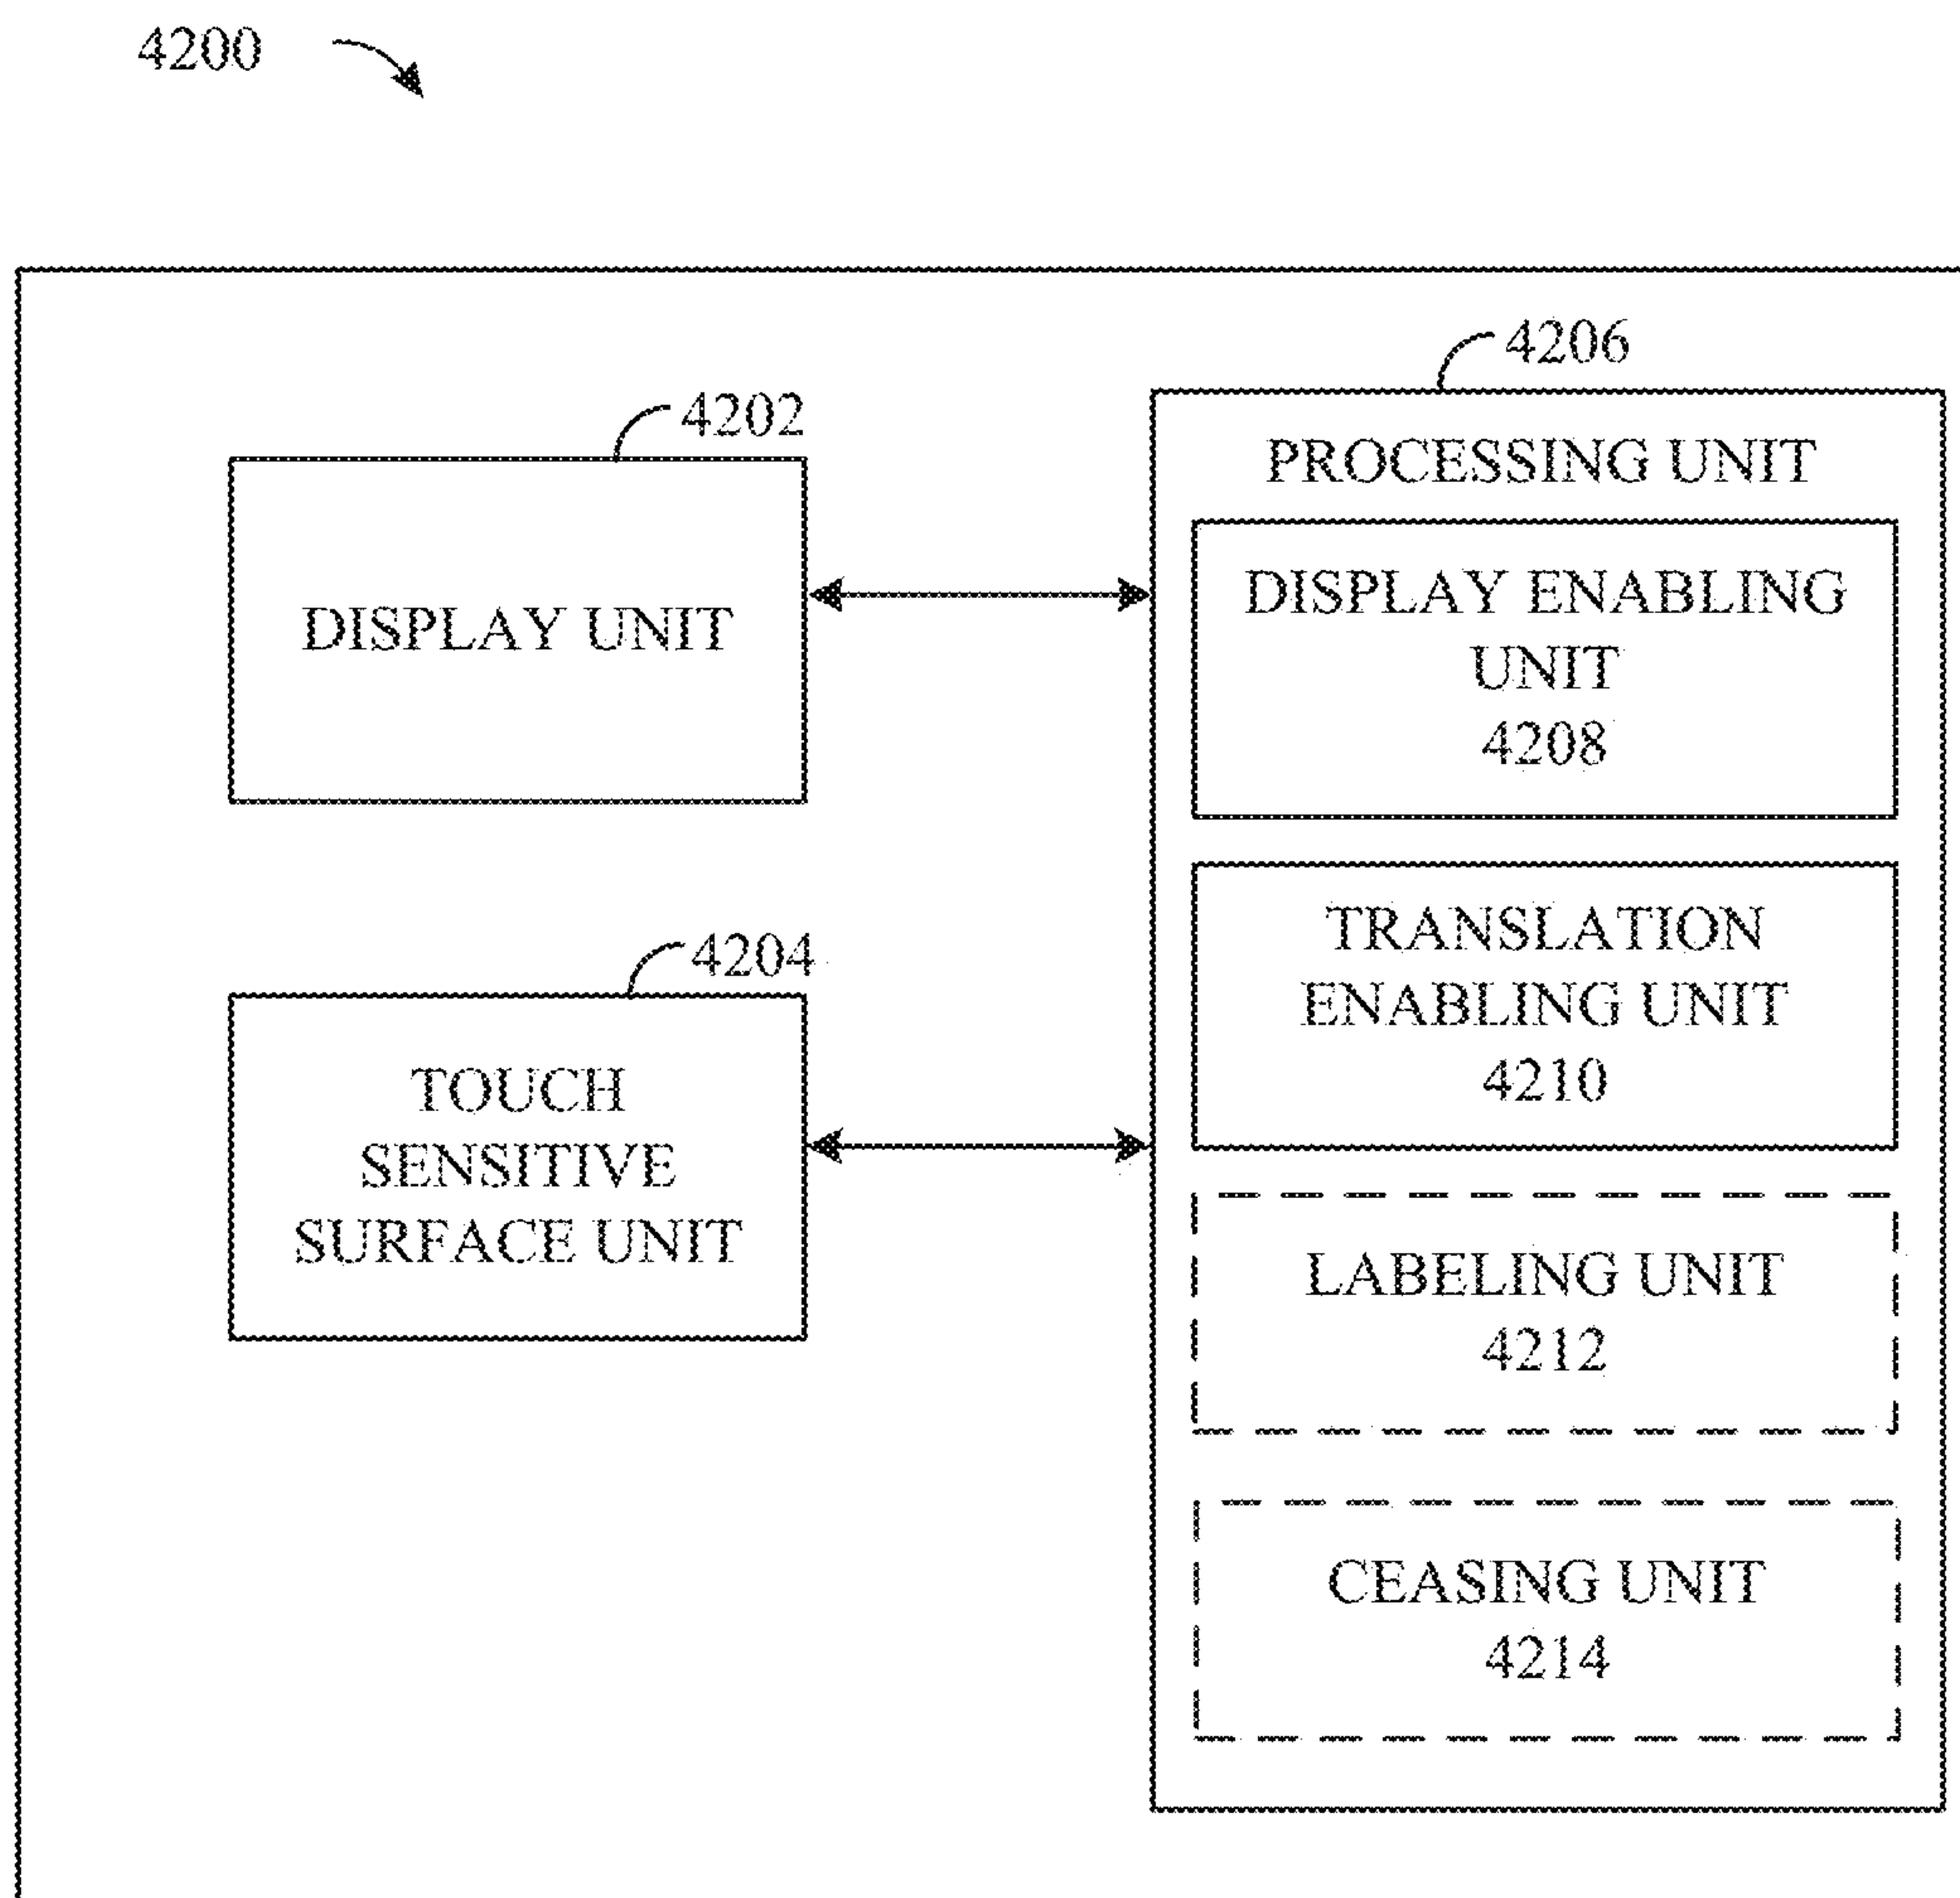 4200
4206
4202
PROCESSING UNIT
DISPLAY UNIT
DISPLAY ENABLING
UNIT
4208
4204
TOUCH
SENSITIVE
SURFACE UNIT
TRANSLATION
ENABLING UNIT
4210
LABELING UNIT
4212
CEASING UNIT
4214